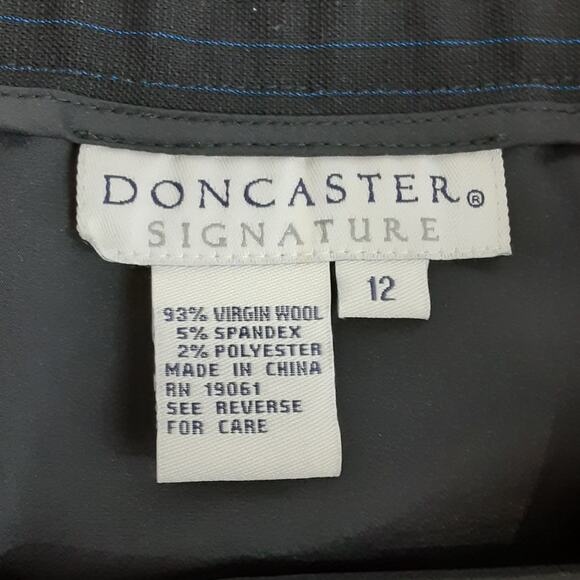 DONCASTER®
SIGNATURE
12
93% VIRGIN WOOL
5% SPANDEX
2% POLYESTER
MADE IN CHINA
RN 19061
SEE REVERSE
FOR CARE